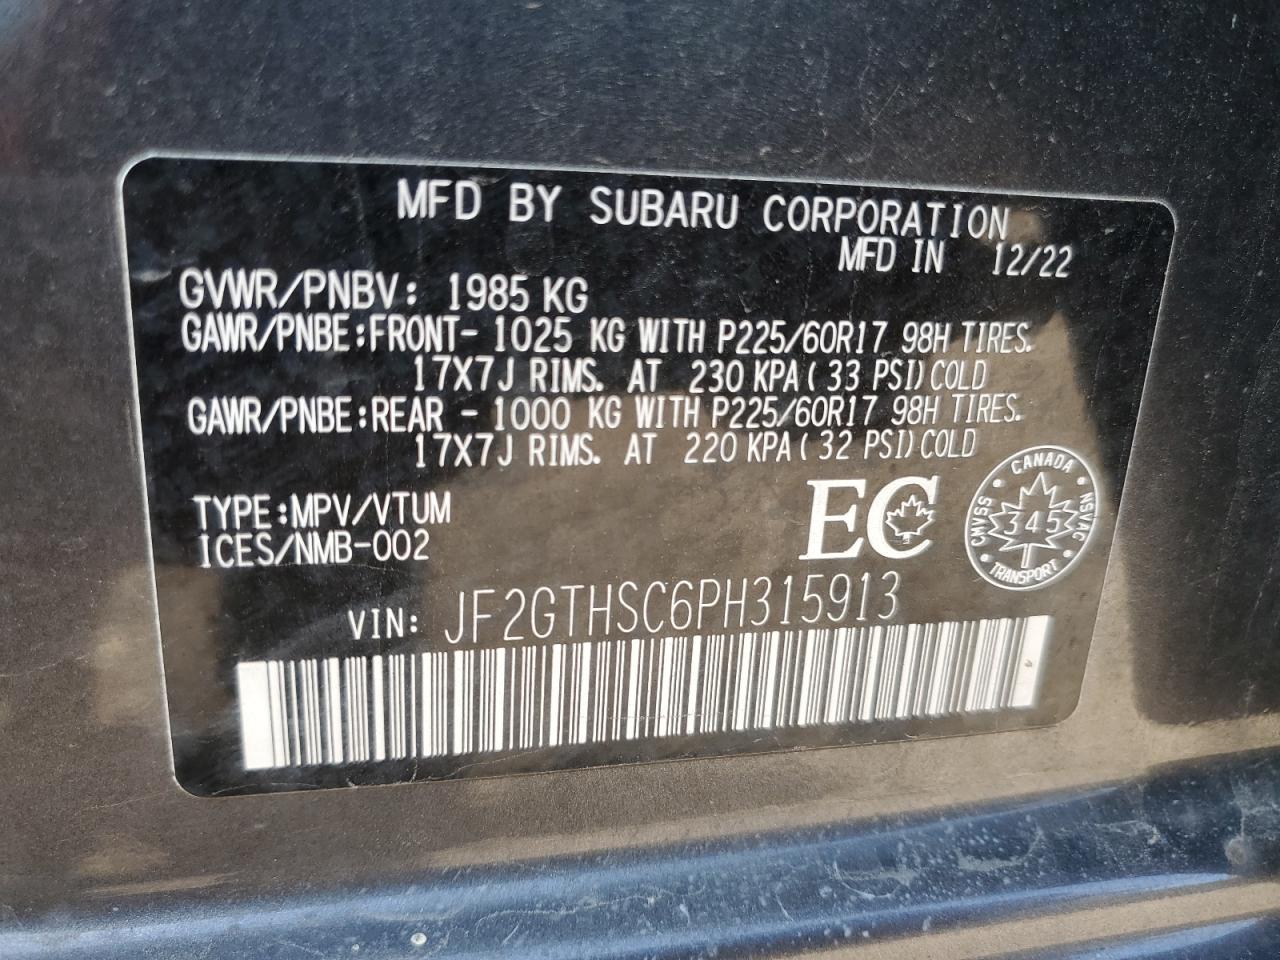 MFD BY SUBARU CORPORATION
MFD IN 12/22
GVWR/PNBV: 1985 KG
GAWR/PNBE:FRONT- 1025 KG WITH P225/60R17 98H TIRES.
17X7J RIMS. AT 230 KPA(33 PSI)COLD
GAWR/PNBE:REAR - 1000 KG WITH P225/60R17 98H TIRES.
17X7J RIMS. AT 220 KPA(32 PSI)COLD
TYPE:MPV/VTUM
ICES/NMB-002
EC
CANADA
CMVSS 345 NSVAC
TRANSPORT
VIN: JF2GTHSC6PH315913